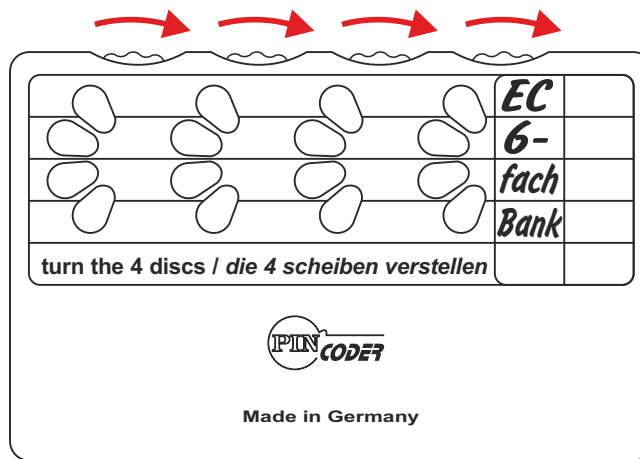 EC
6-
fach
Bank
turn the 4 discs / die 4 scheiben verstellen
PIN CODER
Made in Germany